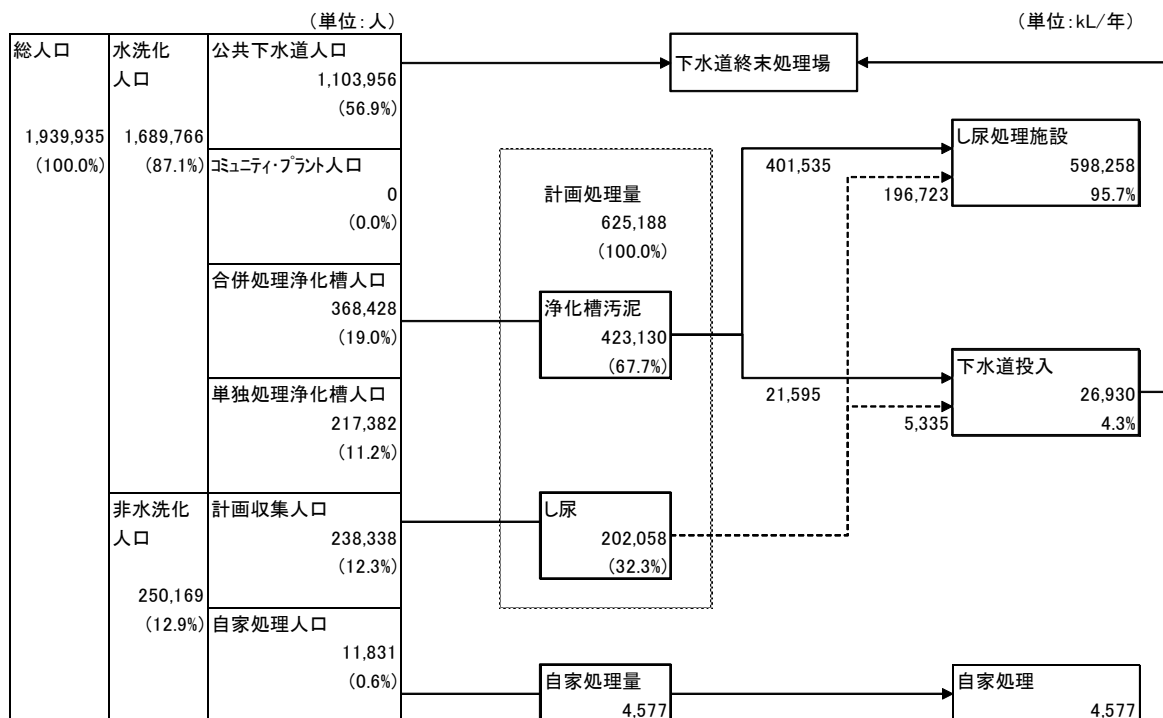 (単位:人)
(単位:kL/年)
総人口
1,939,935
(100.0%)
水洗化
人口
1,689,766
(87.1%)
公共下水道人口
1,103,956
(56.9%)
コミュニティ・プラント人口
0
(0.0%)
合併処理浄化槽人口
368,428
(19.0%)
単独処理浄化槽人口
217,382
(11.2%)
非水洗化
人口
250,169
(12.9%)
計画収集人口
238,338
(12.3%)
自家処理人口
11,831
(0.6%)
計画処理量
625,188
(100.0%)
浄化槽汚泥
423,130
(67.7%)
し尿
202,058
(32.3%)
自家処理量
4,577
下水道終末処理場
401,535
196,723
し尿処理施設
598,258
95.7%
21,595
5,335
下水道投入
26,930
4.3%
自家処理
4,577